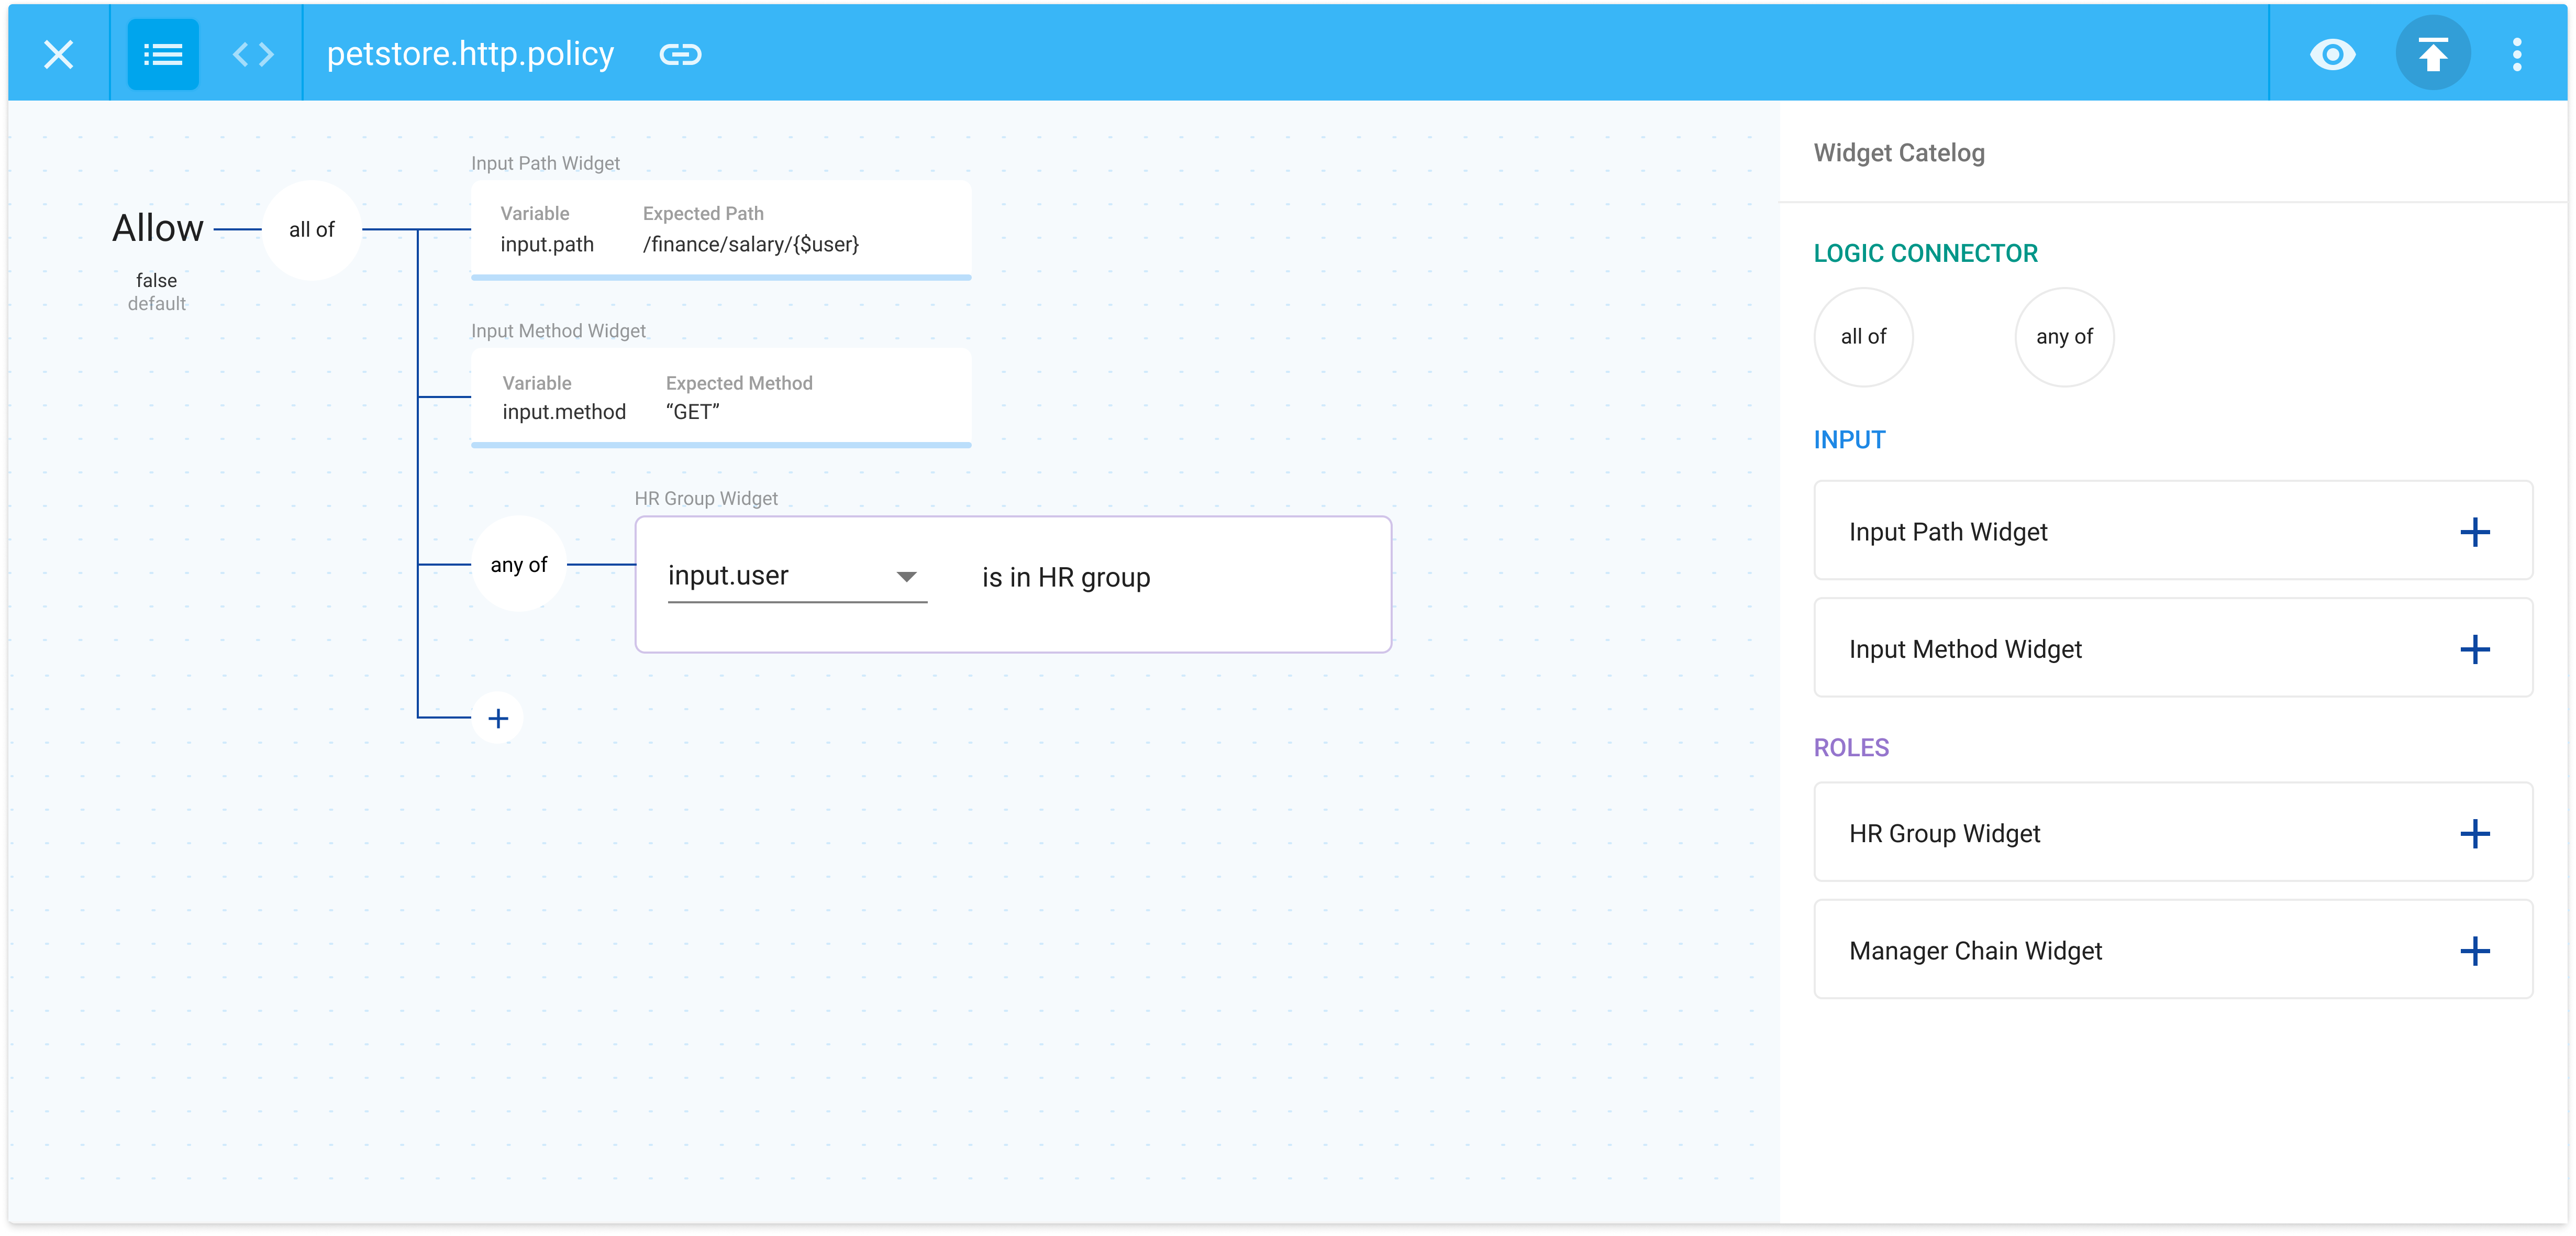 petstore.http.policy
Input Path Widget
Variable Expected Path
input.path /finance/salary/{$user}
Allow
all of
false
default
Input Method Widget
Variable Expected Method
input.method “GET”
HR Group Widget
any of
input.user is in HR group
Widget Catelog
LOGIC CONNECTOR
all of any of
INPUT
Input Path Widget
Input Method Widget
ROLES
HR Group Widget
Manager Chain Widget